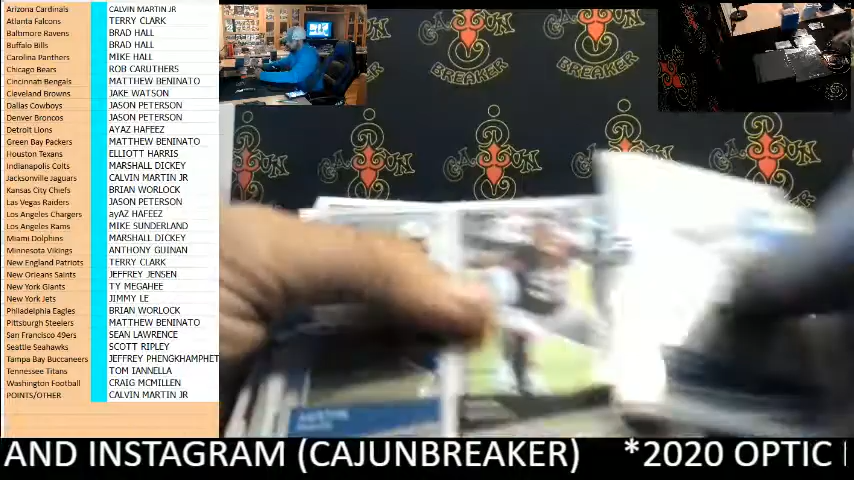 Arizona Cardinals CALVIN MARTIN JR
Atlanta Falcons TERRY CLARK
Baltmore Ravens BRAD HALL
Buffalo Bills BRAD HALL
Carolina Panthers MIKE HALL
Chicago Bears ROB CARUTHERS
Cincinnati Bengals MATTHEW BENINATO
Cleveland Browns JAKE WATSON
Dallas Cowboys JASON PETERSON
Denver Broncos JASON PETERSON
Detroit Lions AYAZ HAFEEZ
Green Bay Packers MATTHEW BENINATO
Houston Texans ELLIOTT HARRIS
Indianapolis Colts MARSHALL DICKEY
Jacksonville Jaguars CALVIN MARTIN JR
Kansas City Chiefs BRIAN WORLOCK
Las Vegas Raiders JASON PETERSON
Los Angeles Chargers ayAZ HAFEEZ
Los Angeles Rams MIKE SUNDERLAND
Miami Dolphins MARSHALL DICKEY
Minnesota Vikings ANTHONY GUINAN
New England Patriots TERRY CLARK
New Orleans Saints JEFFREY JENSEN
New York Giants TY MEGAHEE
New York Jets JIMMY LE
Philadelphia Eagles BRIAN WORLOCK
Pittsburgh Steelers MATTHEW BENINATO
San Francisco 49ers SEAN LAWRENCE
Seattle Seahawks SCOTT RIPLEY
Tampa Bay Buccaneers JEFFREY PHENGKHAMPHET
Tennessee Titans TOM IANNELLA
Washington Football CRAIG MCMILLEN
POINTS/OTHER CALVIN MARTIN JR
CAJUN
BREAKER
CAJUN
BREAKER
CAJUN
CAJUN
CAJUN
AND INSTAGRAM (CAJUNBREAKER) *2020 OPTIC